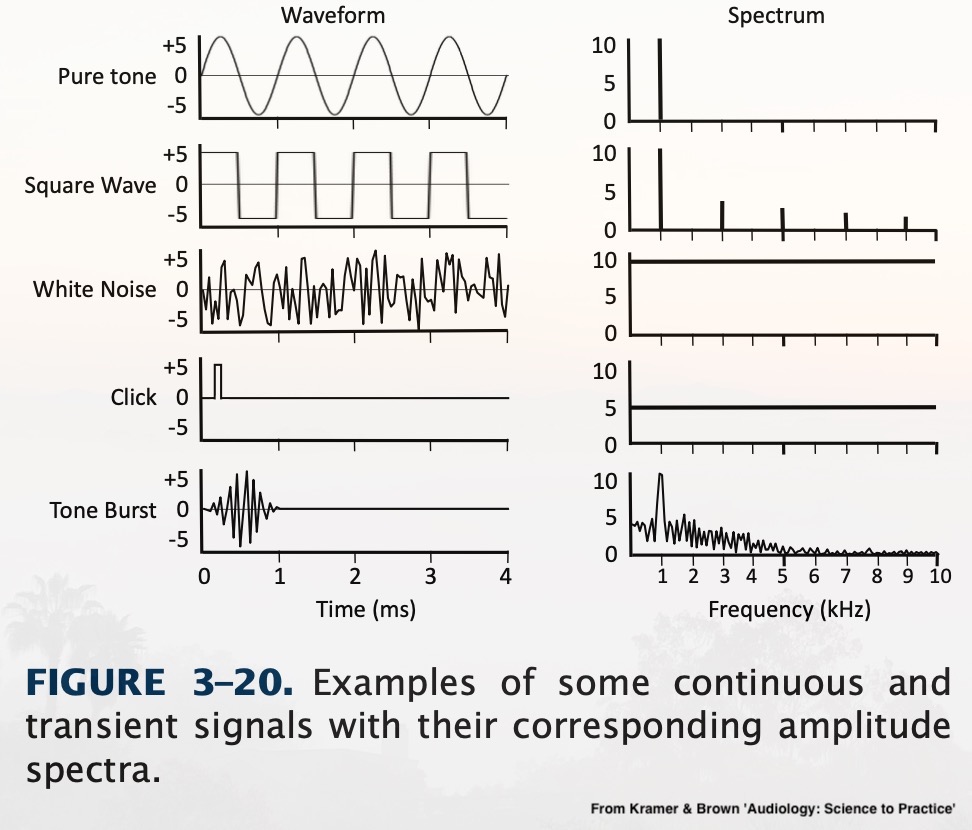 Waveform
Spectrum
Pure tone
+5
0
-5
10
5
0
Square Wave
+5
0
-5
10
5
0
White Noise
+5
0
-5
10
5
0
Click
+5
0
-5
10
5
0
Tone Burst
+5
0
-5
10
5
0
0 1 2 3 4
1 2 3 4 5 6 7 8 9 10
Time (ms)
Frequency (kHz)
FIGURE 3–20. Examples of some continuous and
transient signals with their corresponding amplitude
spectra.
From Kramer & Brown 'Audiology: Science to Practice'